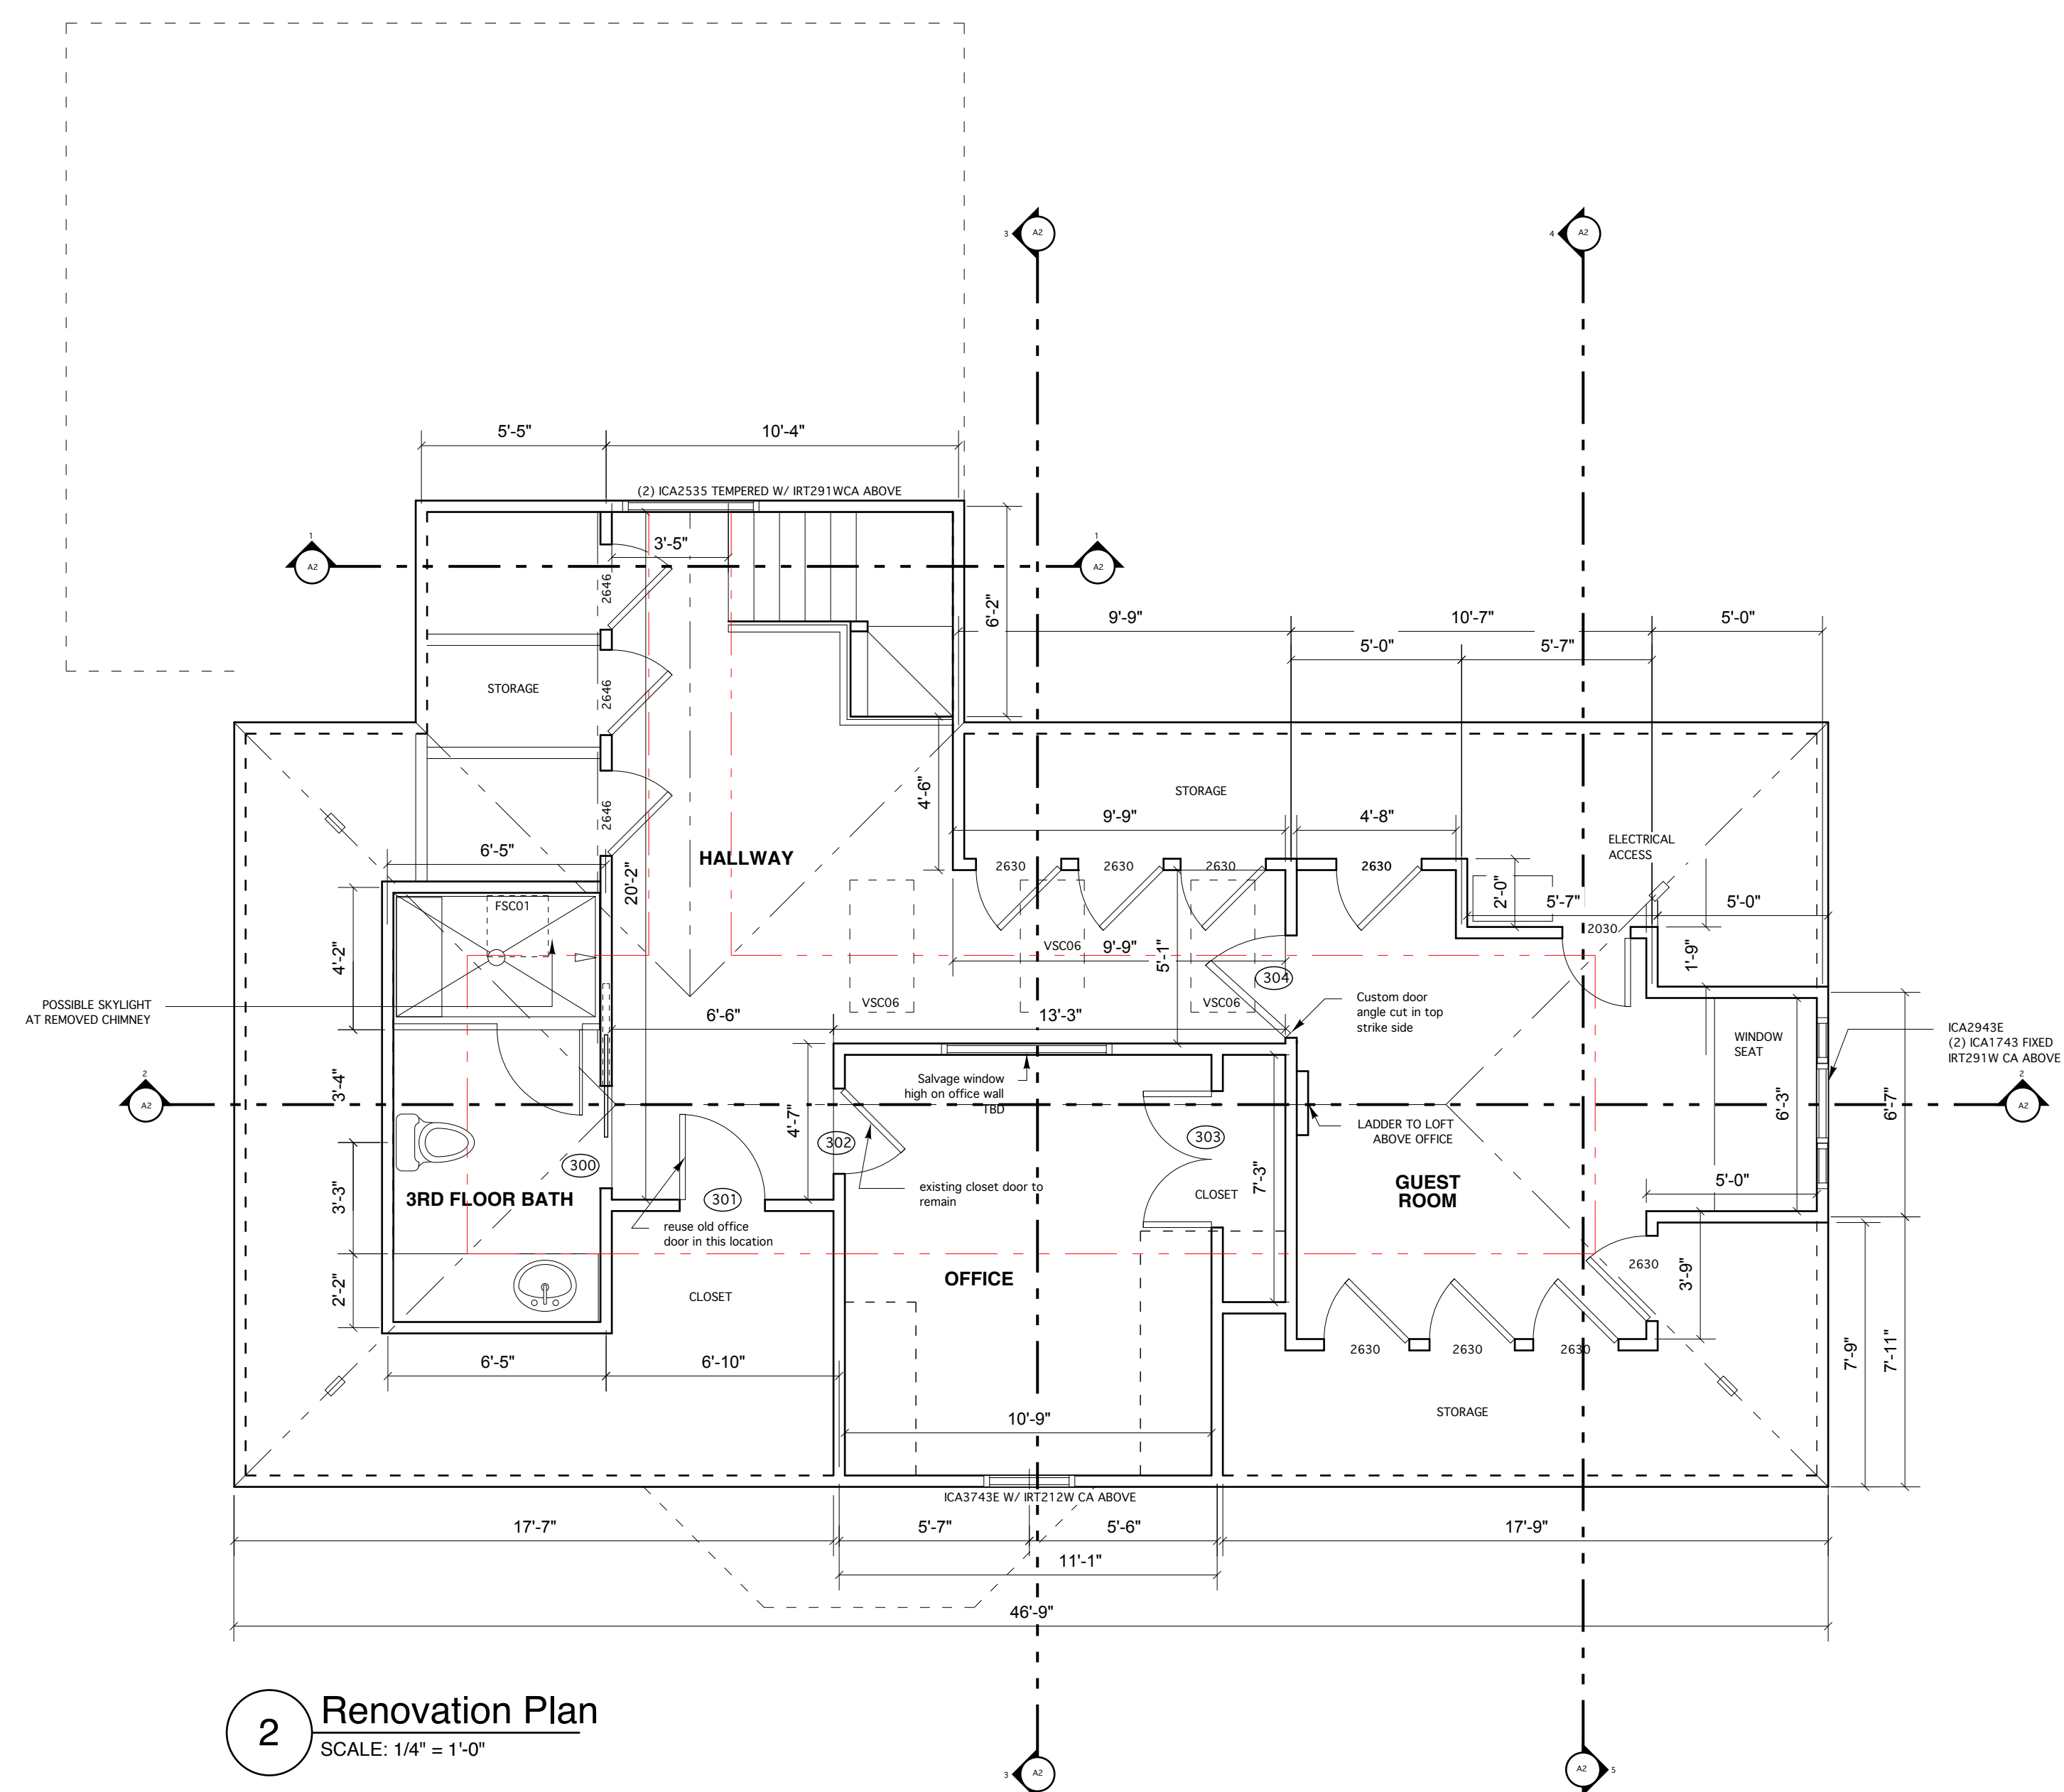 3
A2
4
A2
5'-5"
10'-4"
(2) ICA2535 TEMPERED W/ IRT291WCA ABOVE
1
A2
3'-5"
1
A2
2646
6'-2"
9'-9"
10'-7"
5'-0"
5'-0"
5'-7"
2646
STORAGE
2646
4'-6"
STORAGE
9'-9"
4'-8"
ELECTRICAL
ACCESS
6'-5"
HALLWAY
20'-2"
2630
2630
2630
2630
2'-0"
5'-7"
5'-0"
FSC01
2030
4'-2"
VSC06
9'-9"
5'-1"
1'-9"
304
POSSIBLE SKYLIGHT
AT REMOVED CHIMNEY
VSC06
VSC06
Custom door
angle cut in top
strike side
6'-6"
13'-3"
WINDOW
SEAT
ICA2943E
(2) ICA1743 FIXED
IRT291W CA ABOVE
3'-4"
Salvage window
high on office wall
TBD
2
A2
2
A2
4'-7"
6'-3"
6'-7"
302
303
LADDER TO LOFT
ABOVE OFFICE
300
3'-3"
3RD FLOOR BATH
301
existing closet door to
remain
CLOSET
7'-3"
GUEST
ROOM
5'-0"
reuse old office
door in this location
2'-2"
CLOSET
OFFICE
2630
3'-9"
6'-5"
6'-10"
2630
2630
2630
7'-9"
7'-11"
10'-9"
STORAGE
ICA3743E W/ IRT212W CA ABOVE
17'-7"
5'-7"
5'-6"
17'-9"
11'-1"
46'-9"
2
Renovation Plan
SCALE: 1/4" = 1'-0"
3
A2
A2
5